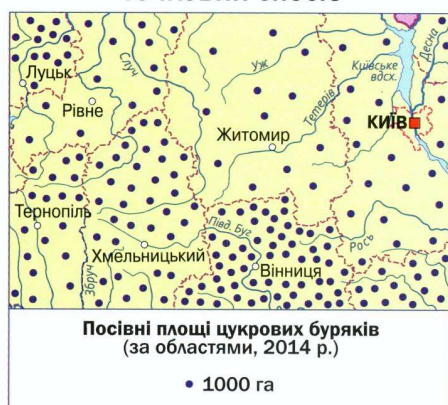 Луцьк
Рівне
Случ
Уж
Київське
вдсх.
Десна
Тетерів
КИЇВ
Житомир
Тернопіль
Збруч
Хмельницький
Півд. Буг
Вінниця
Рось
Посівні площі цукрових буряків
(за областями, 2014 р.)
1000 га